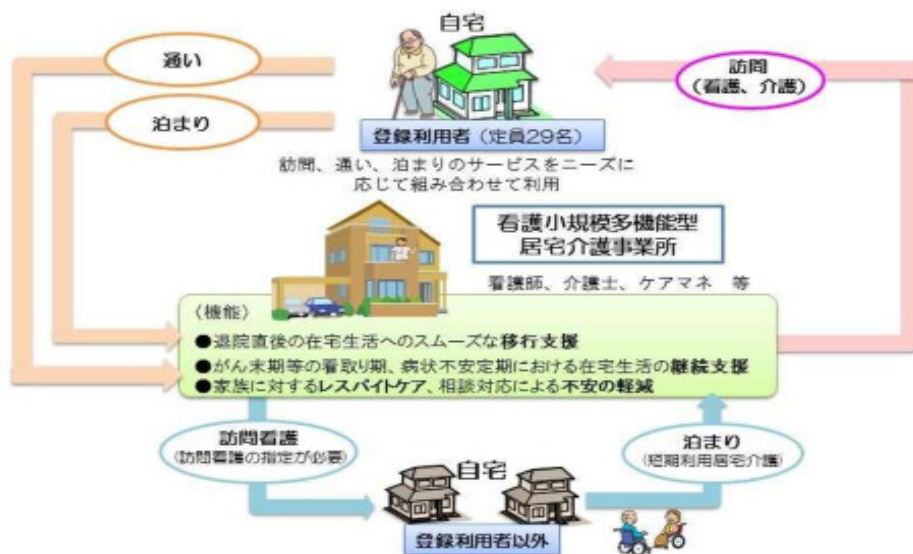 自宅
通い
泊まり
訪問
(看護、介護)
登録利用者（定員29名）
訪問、通い、泊まりのサービスをニーズに
応じて組み合わせて利用
看護小規模多機能型
居宅介護事業所
看護師、介護士、ケアマネ　等
〈機能〉
●退院直後の在宅生活へのスムーズな移行支援
●がん末期等の看取り期、病状不安定期における在宅生活の継続支援
●家族に対するレスパイトケア、相談対応による不安の軽減
訪問看護
(訪問看護の指定が必要)
泊まり
(短期利用居宅介護)
自宅
登録利用者以外